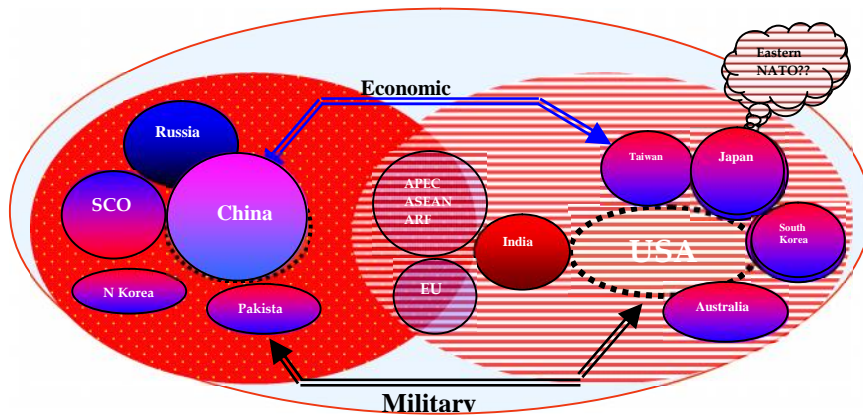 Eastern
NATO??
Economic
Russia
Taiwan
Japan
APEC
ASEAN
ARF
SCO
China
India
USA
South
Korea
N Korea
EU
Pakista
Australia
Military